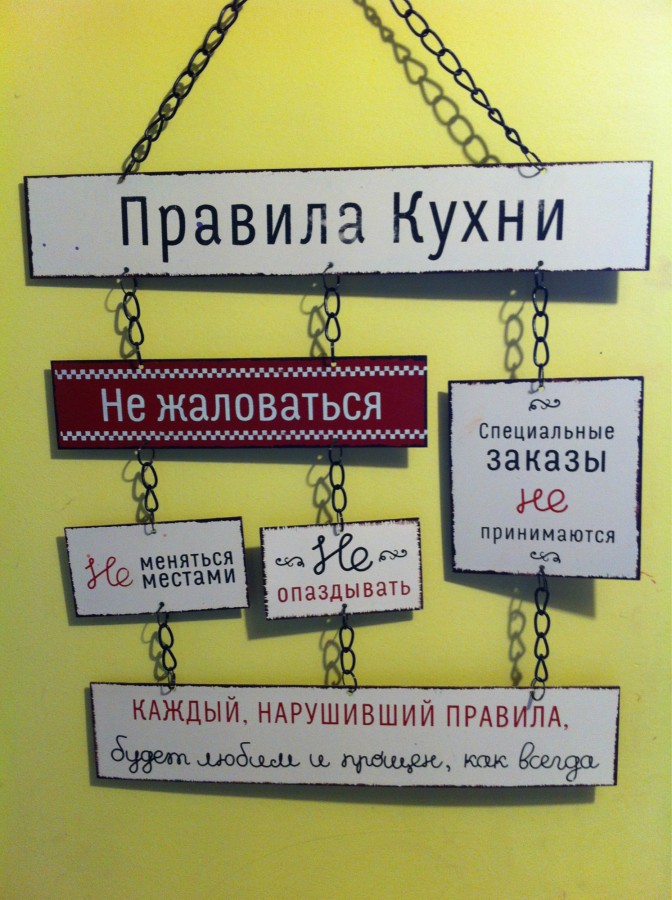 Правила Кухни
Не жаловаться
Специальные
заказы
не
принимаются
Не меняться
местами
Не
опаздывать
КАЖДЫЙ, НАРУШИВШИЙ ПРАВИЛА,
будет любим и прощен, как всегда